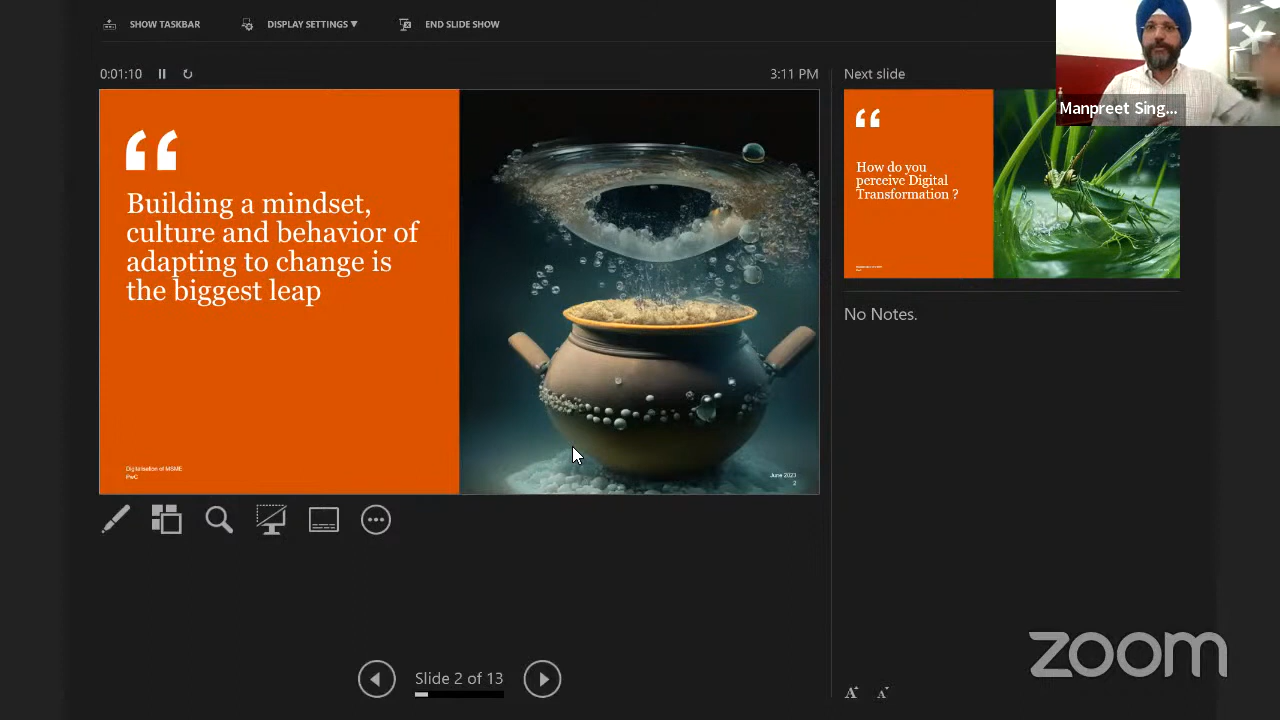 SHOW TASKBAR
DISPLAY SETTINGS ▼
END SLIDE SHOW
0:01:10
3:11 PM
Next slide
Manpreet Sing...
“
Building a mindset,
culture and behavior of
adapting to change is
the biggest leap
Digitalisation of MSME
PwC
June 2023
2
“
How do you
perceive Digital
Transformation ?
No Notes.
Slide 2 of 13
zoom
A
A